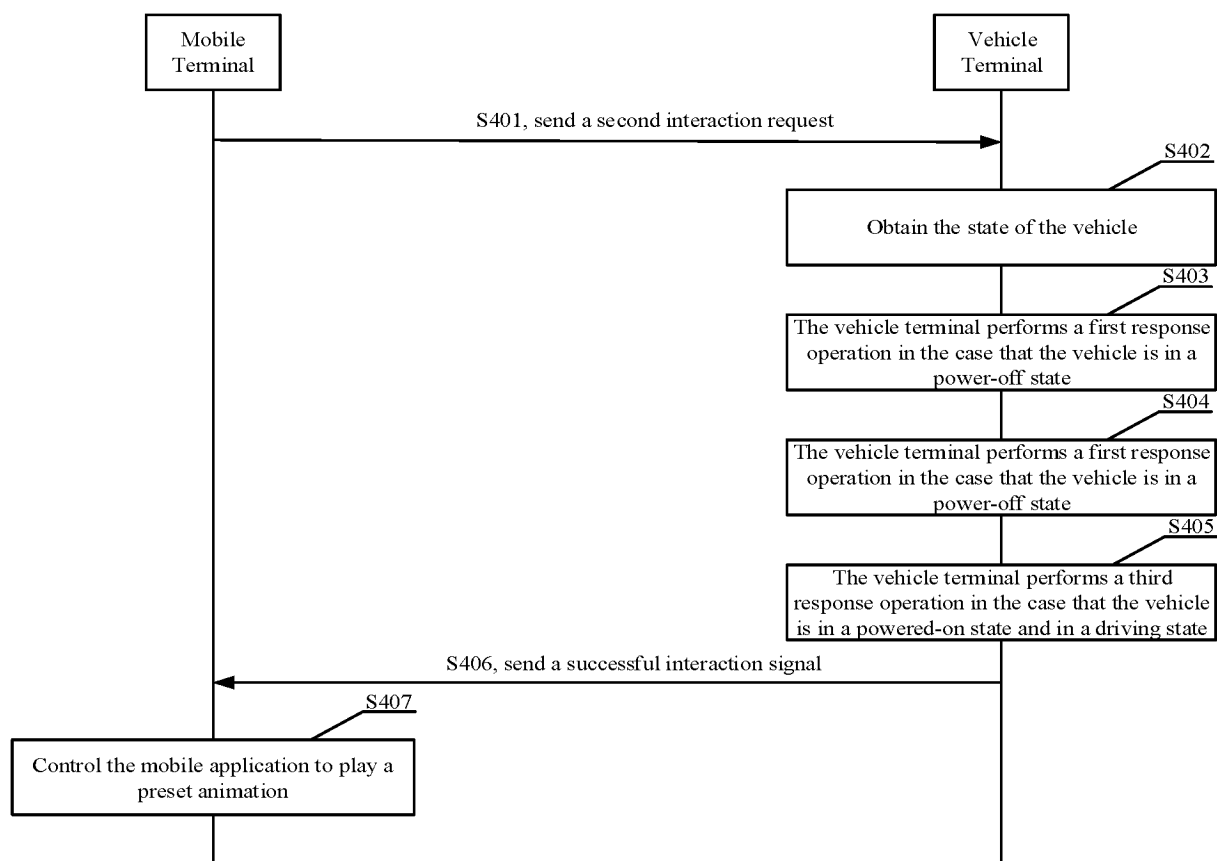 Mobile
Terminal
Vehicle
Terminal
S401, send a second interaction request
S402
Obtain the state of the vehicle
S403
The vehicle terminal performs a first response
operation in the case that the vehicle is in a
power-off state
S404
The vehicle terminal performs a first response
operation in the case that the vehicle is in a
power-off state
S405
The vehicle terminal performs a third
response operation in the case that the vehicle
is in a powered-on state and in a driving state
S406, send a successful interaction signal
S407
Control the mobile application to play a
preset animation